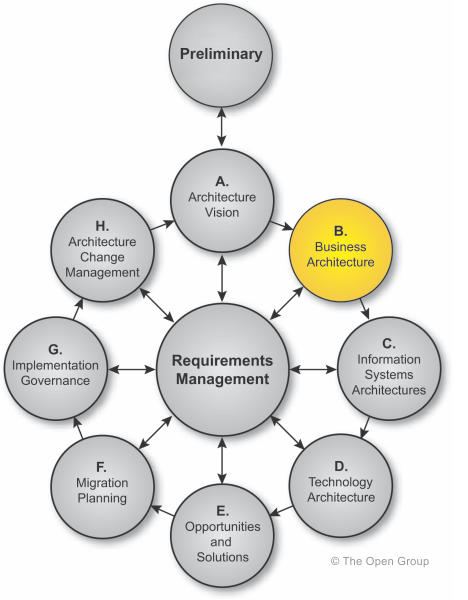 Preliminary
A.
Architecture
Vision
B.
Business
Architecture
H.
Architecture
Change
Management
C.
Information
Systems
Architectures
G.
Implementation
Governance
Requirements
Management
D.
Technology
Architecture
F.
Migration
Planning
E.
Opportunities
and
Solutions
© The Open Group